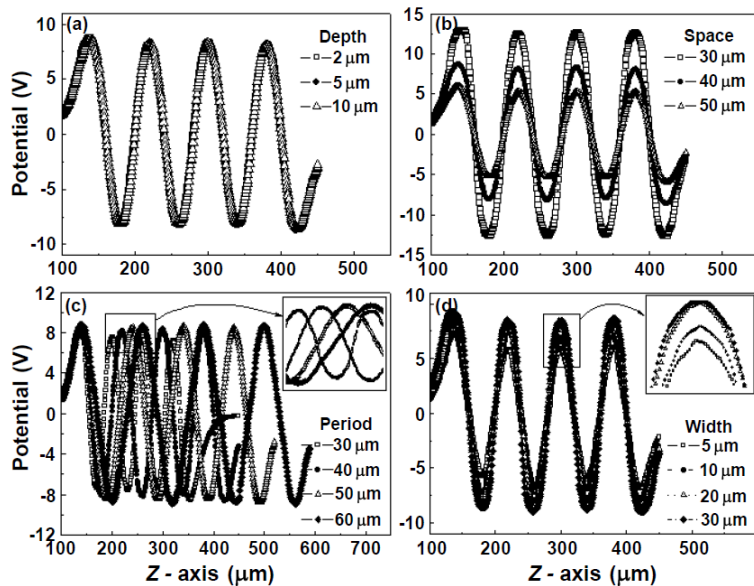 (a)
Depth
2 μm
5 μm
10 μm
Potential (V)
10
5
0
-5
-10
100 200 300 400 500
(b)
Space
30 μm
40 μm
50 μm
15
10
5
0
-5
-10
-15
100 200 300 400 500
(c)
Period
30 μm
40 μm
50 μm
60 μm
Potential (V)
12
8
4
0
-4
-8
-12
100 200 300 400 500 600 700
Z - axis (μm)
(d)
Width
5 μm
10 μm
20 μm
30 μm
10
5
0
-5
-10
100 200 300 400 500
Z - axis (μm)